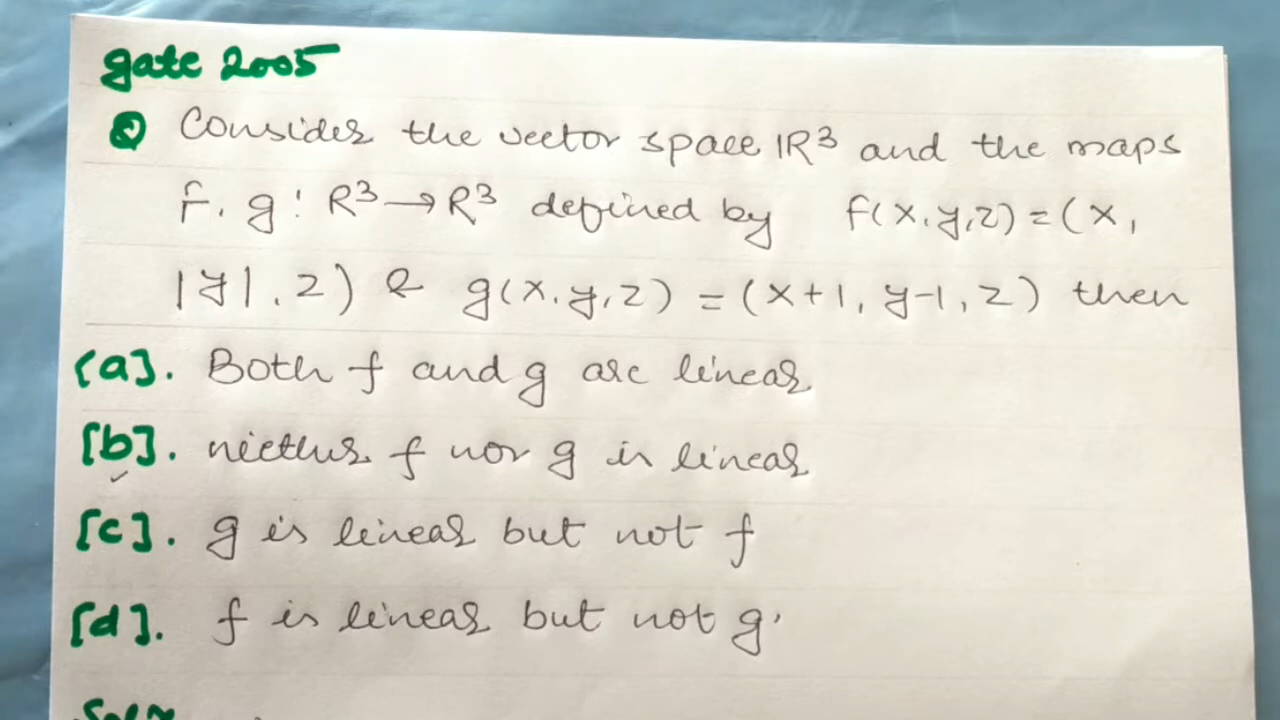 gate 2005
Q Consider the vector space IR³ and the maps
f, g: R³→R³ defined by f(x,y,z)=(x,
|y|, z) & g(x,y,z) = (x+1, y-1, z) then
[a]. Both f and g are linear
[b]. niether f nor g is linear
[c]. g is linear but not f
[d]. f is linear but not g.